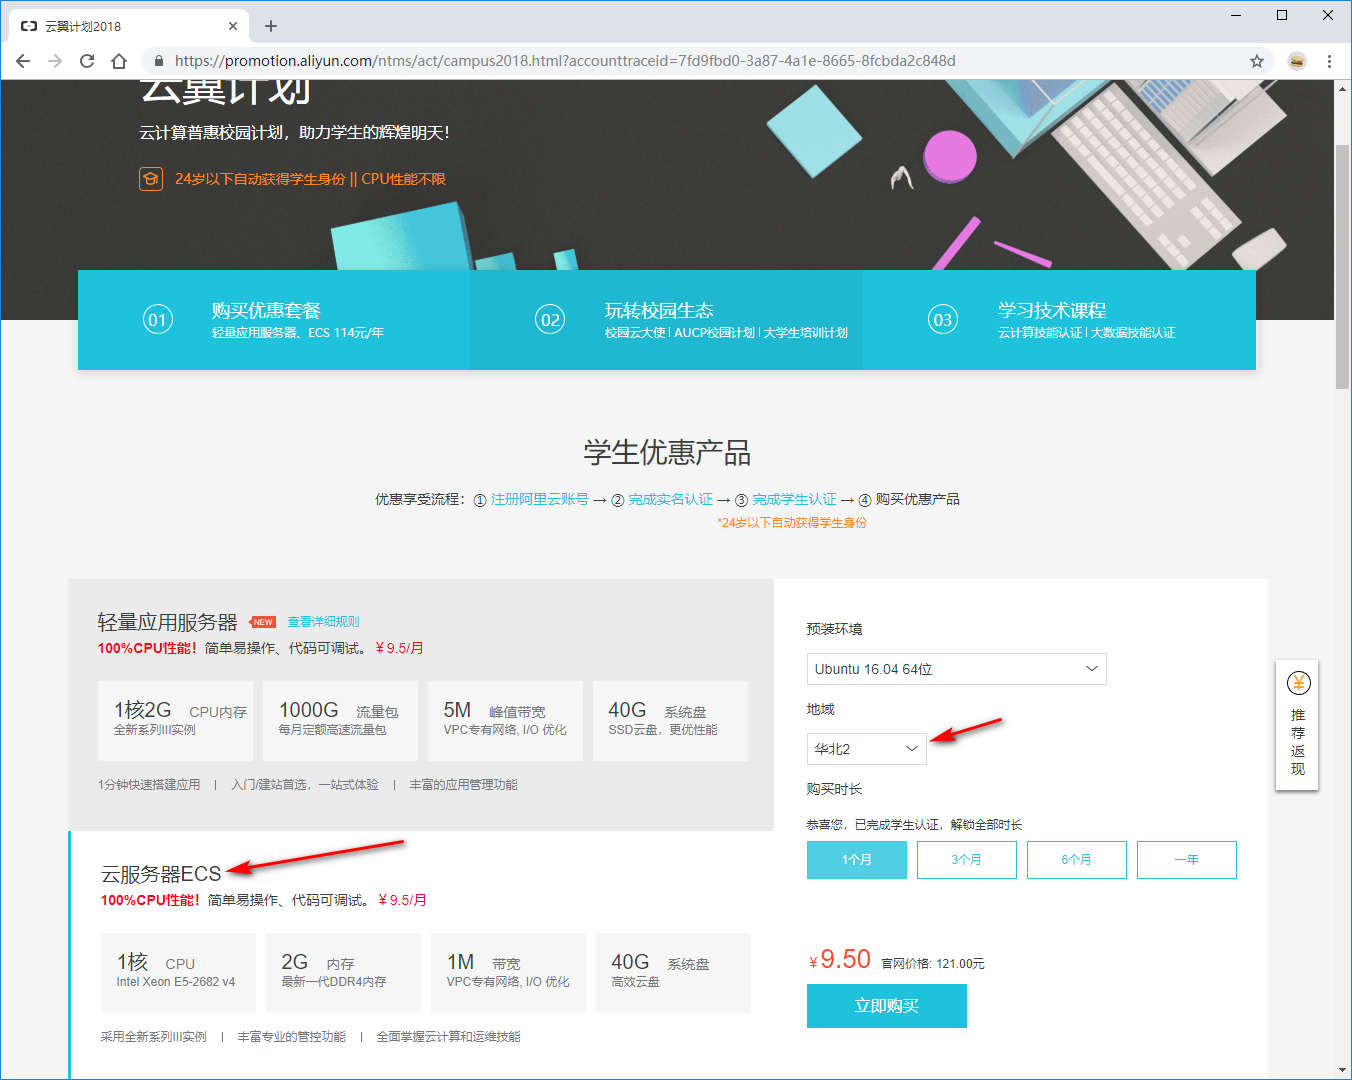 云翼计划2018
https://promotion.aliyun.com/ntms/act/campus2018.html?accounttraceid=7fd9fbd0-3a87-4a1e-8665-8fcbda2c848d
云翼计划
云计算普惠校园计划，助力学生的辉煌明天！
24岁以下自动获得学生身份 || CPU性能不限
01
购买优惠套餐
轻量应用服务器、ECS 114元/年
02
玩转校园生态
校园云大使 | AUCP校园计划 | 大学生培训计划
03
学习技术课程
云计算技能认证 | 大数据技能认证
学生优惠产品
优惠享受流程：① 注册阿里云账号 → ② 完成实名认证 → ③ 完成学生认证 → ④ 购买优惠产品
*24岁以下自动获得学生身份
轻量应用服务器 NEW 查看详细规则
100%CPU性能！简单易操作、代码可调试。￥9.5/月
1核2G CPU内存
全新系列III实例
1000G 流量包
每月定额高速流量包
5M 峰值带宽
VPC专有网络, I/O 优化
40G 系统盘
SSD云盘，更优性能
1分钟快速搭建应用 | 入门/建站首选，一站式体验 | 丰富的应用管理功能
云服务器ECS
100%CPU性能！简单易操作、代码可调试。￥9.5/月
1核 CPU
Intel Xeon E5-2682 v4
2G 内存
最新一代DDR4内存
1M 带宽
VPC专有网络, I/O 优化
40G 系统盘
高效云盘
采用全新系列III实例 | 丰富专业的管控功能 | 全面掌握云计算和运维技能
预装环境
Ubuntu 16.04 64位
地域
华北2
购买时长
恭喜您，已完成学生认证，解锁全部时长
1个月 3个月 6个月 一年
￥9.50 官网价格: 121.00元
立即购买
￥
推
荐
返
现